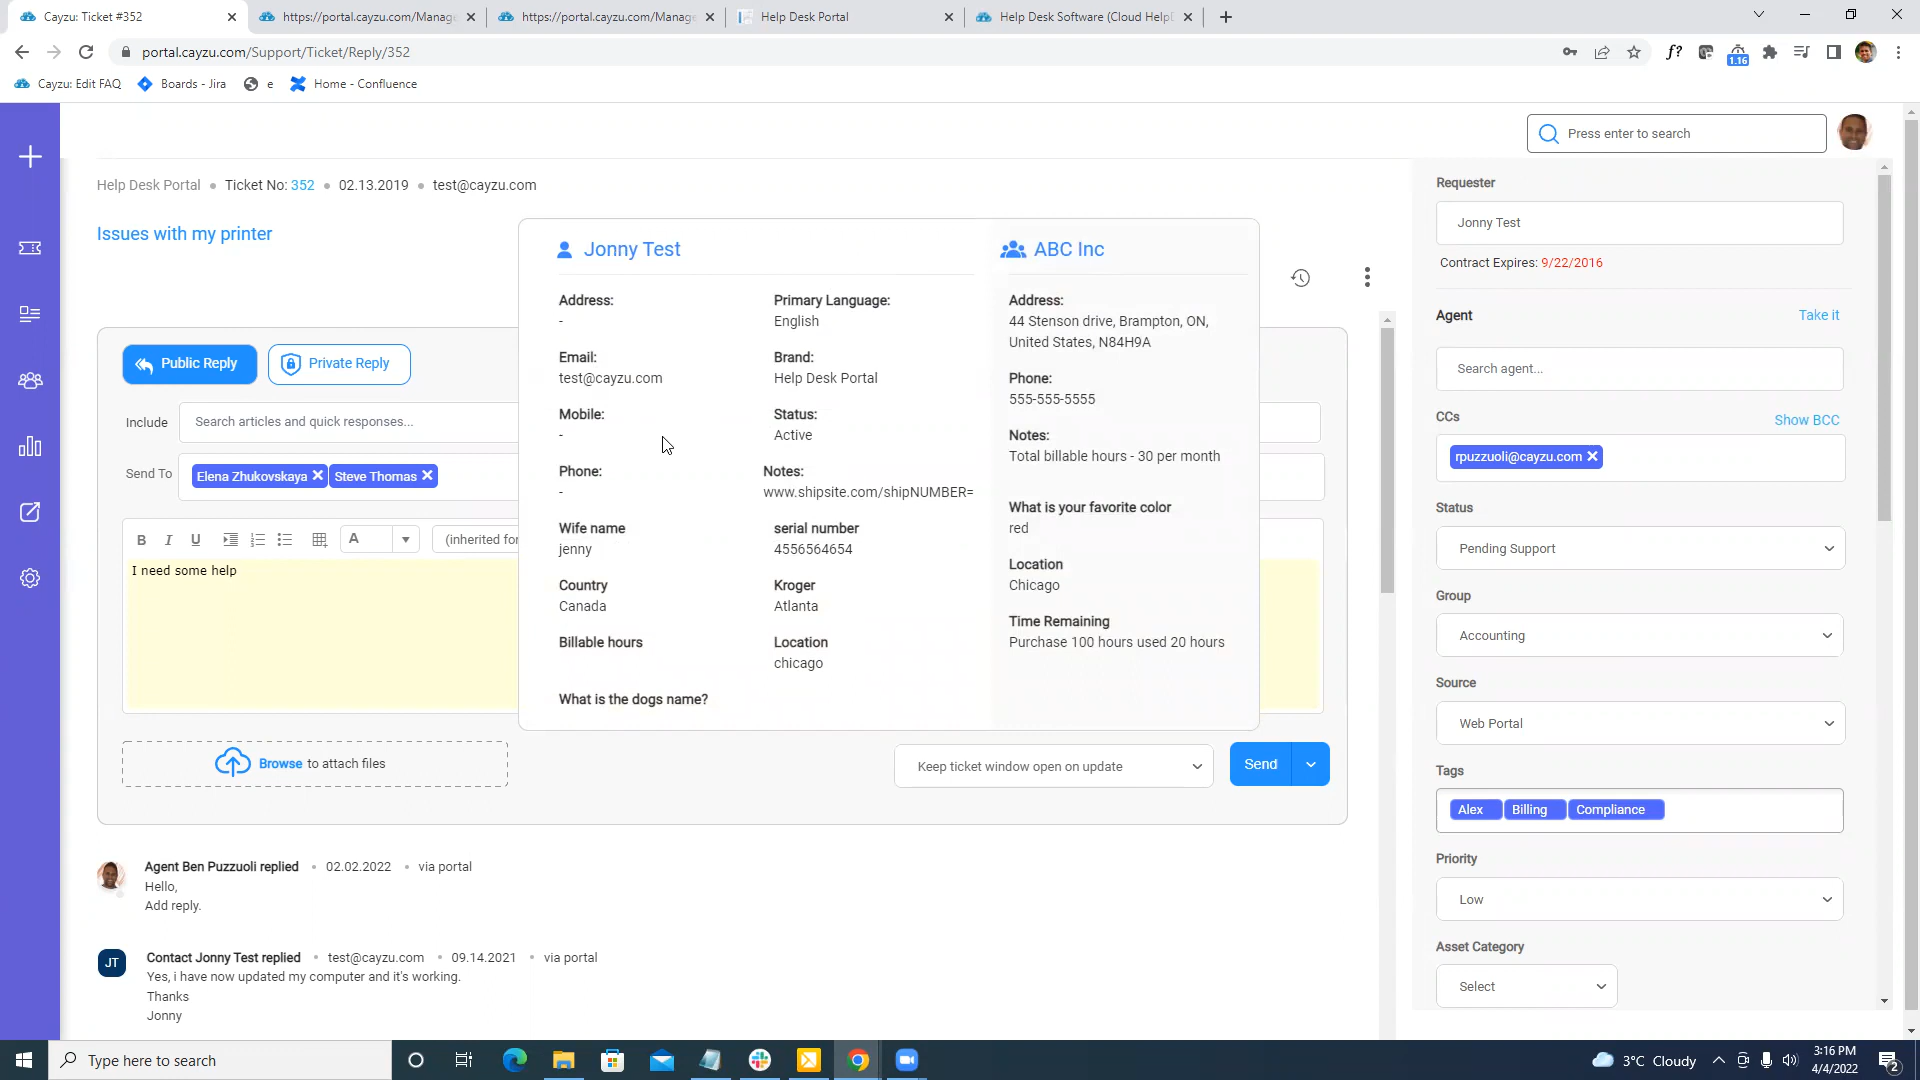 Cayzu: Ticket #352
https://portal.cayzu.com/Manage
https://portal.cayzu.com/Manage
Help Desk Portal
Help Desk Software (Cloud HelpD
portal.cayzu.com/Support/Ticket/Reply/352
f?
1.16
Cayzu: Edit FAQ
Boards - Jira
e
Home - Confluence
Press enter to search
Help Desk Portal
Ticket No: 352
02.13.2019
test@cayzu.com
Issues with my printer
Public Reply
Private Reply
Include
Search articles and quick responses...
Send To
Elena Zhukovskaya
Steve Thomas
B I U
A
(inherited for
I need some help
Browse to attach files
Keep ticket window open on update
Send
Jonny Test
Address:
-
Primary Language:
English
Email:
test@cayzu.com
Brand:
Help Desk Portal
Mobile:
-
Status:
Active
Phone:
-
Notes:
www.shipsite.com/shipNUMBER=
Wife name
jenny
serial number
4556564654
Country
Canada
Kroger
Atlanta
Billable hours
Location
chicago
What is the dogs name?
ABC Inc
Address:
44 Stenson drive, Brampton, ON,
United States, N84H9A
Phone:
555-555-5555
Notes:
Total billable hours - 30 per month
What is your favorite color
red
Location
Chicago
Time Remaining
Purchase 100 hours used 20 hours
Agent Ben Puzzuoli replied
02.02.2022
via portal
Hello,
Add reply.
JT
Contact Jonny Test replied
test@cayzu.com
09.14.2021
via portal
Yes, i have now updated my computer and it's working.
Thanks
Jonny
Requester
Jonny Test
Contract Expires: 9/22/2016
Agent
Take it
Search agent...
CCs
Show BCC
rpuzzuoli@cayzu.com
Status
Pending Support
Group
Accounting
Source
Web Portal
Tags
Alex
Billing
Compliance
Priority
Low
Asset Category
Select
Type here to search
3°C Cloudy
3:16 PM
4/4/2022
2